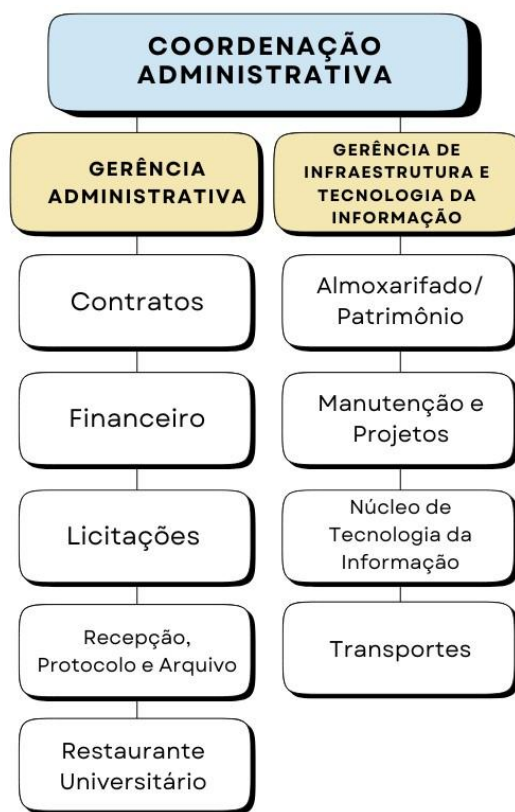 COORDENAÇÃO
ADMINISTRATIVA
GERÊNCIA
ADMINISTRATIVA
Contratos
Financeiro
Licitações
Recepção,
Protocolo e Arquivo
Restaurante
Universitário
GERÊNCIA DE
INFRAESTRUTURA E
TECNOLOGIA DA
INFORMAÇÃO
Almoxarifado/
Patrimônio
Manutenção e
Projetos
Núcleo de
Tecnologia da
Informação
Transportes